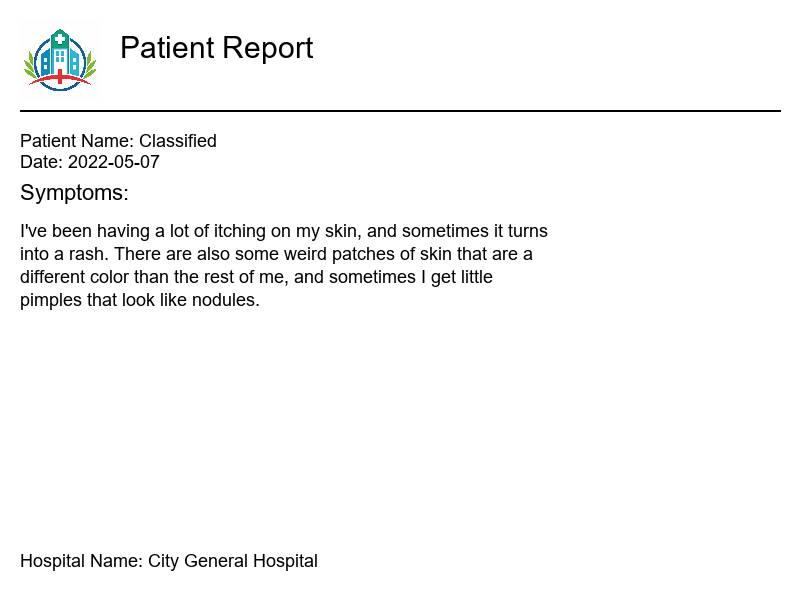 Patient Report
Patient Name: Classified
Date: 2022-05-07
Symptoms:
I've been having a lot of itching on my skin, and sometimes it turns
into a rash. There are also some weird patches of skin that are a
different color than the rest of me, and sometimes I get little
pimples that look like nodules.
Hospital Name: City General Hospital